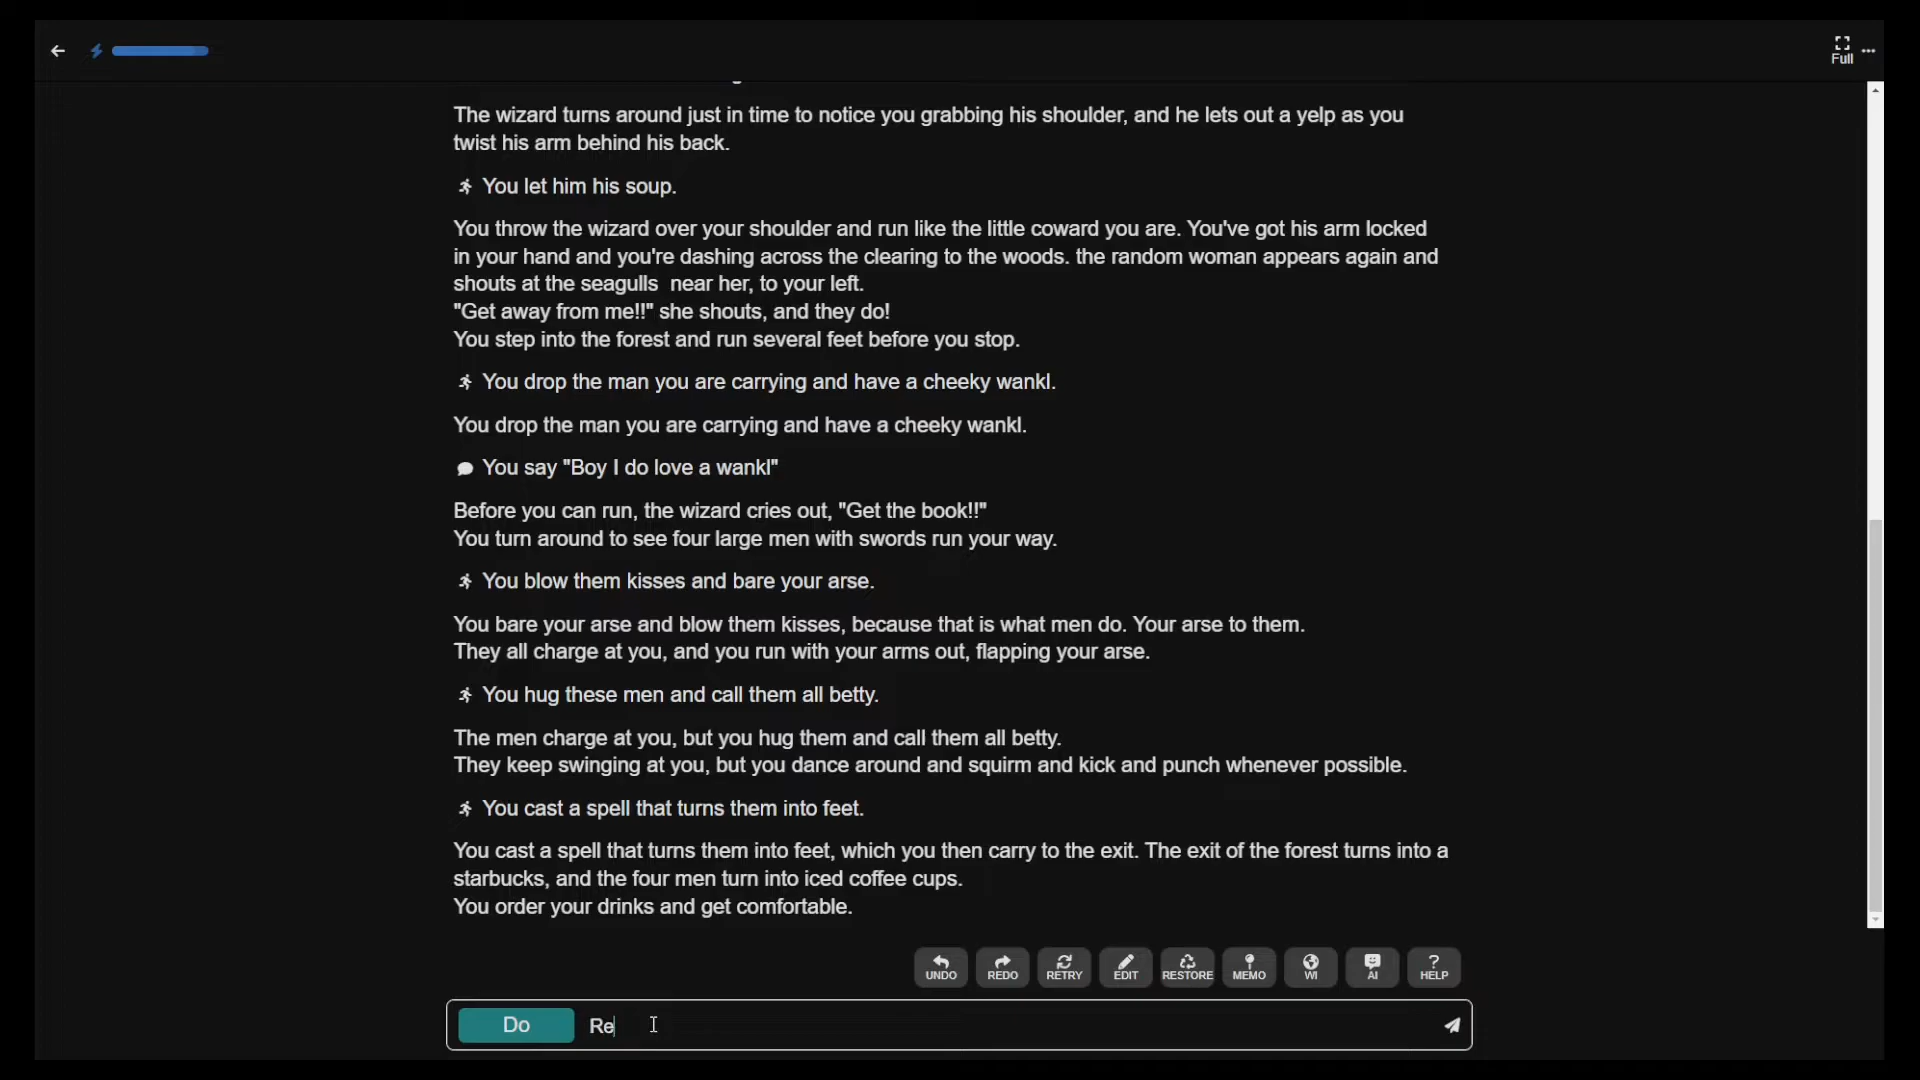 Full
The wizard turns around just in time to notice you grabbing his shoulder, and he lets out a yelp as you
twist his arm behind his back.
You let him his soup.
You throw the wizard over your shoulder and run like the little coward you are. You've got his arm locked
in your hand and you're dashing across the clearing to the woods. the random woman appears again and
shouts at the seagulls  near her, to your left.
"Get away from me!!" she shouts, and they do!
You step into the forest and run several feet before you stop.
You drop the man you are carrying and have a cheeky wankl.
You drop the man you are carrying and have a cheeky wankl.
You say "Boy I do love a wankl"
Before you can run, the wizard cries out, "Get the book!!"
You turn around to see four large men with swords run your way.
You blow them kisses and bare your arse.
You bare your arse and blow them kisses, because that is what men do. Your arse to them.
They all charge at you, and you run with your arms out, flapping your arse.
You hug these men and call them all betty.
The men charge at you, but you hug them and call them all betty.
They keep swinging at you, but you dance around and squirm and kick and punch whenever possible.
You cast a spell that turns them into feet.
You cast a spell that turns them into feet, which you then carry to the exit. The exit of the forest turns into a
starbucks, and the four men turn into iced coffee cups.
You order your drinks and get comfortable.
UNDO REDO RETRY EDIT RESTORE MEMO WI AI ? HELP
Do Re